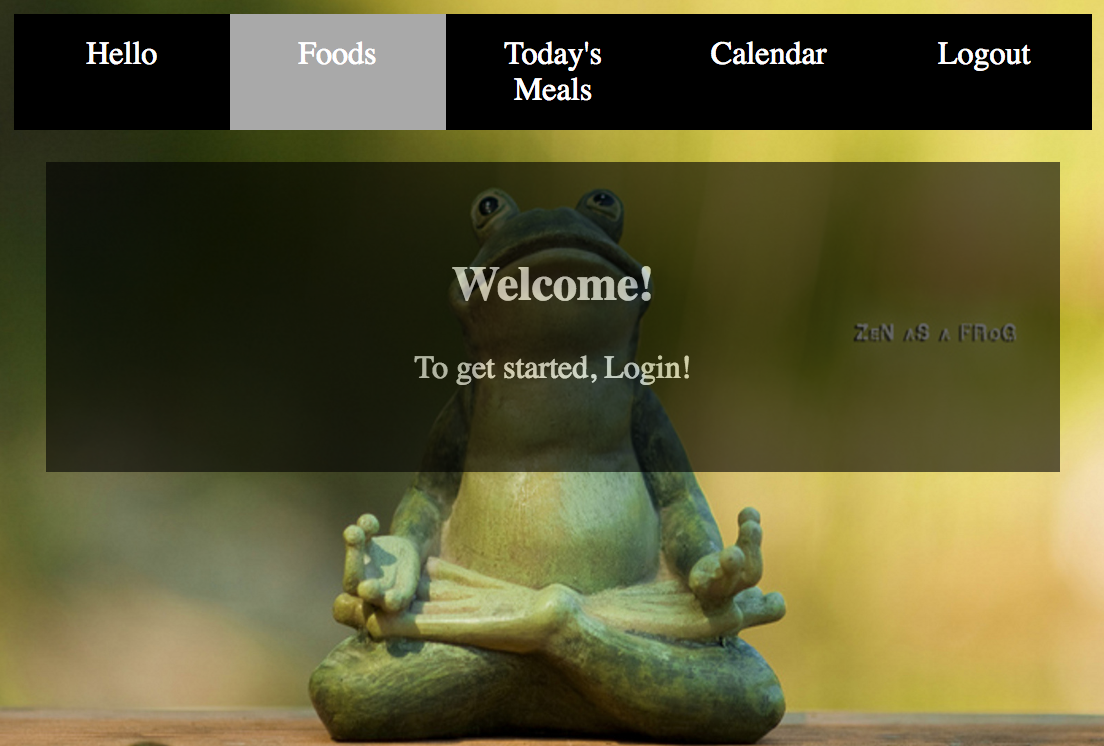 Hello
Foods
Today's
Meals
Calendar
Logout
Welcome!
ZeN aS a FRoG
To get started, Login!